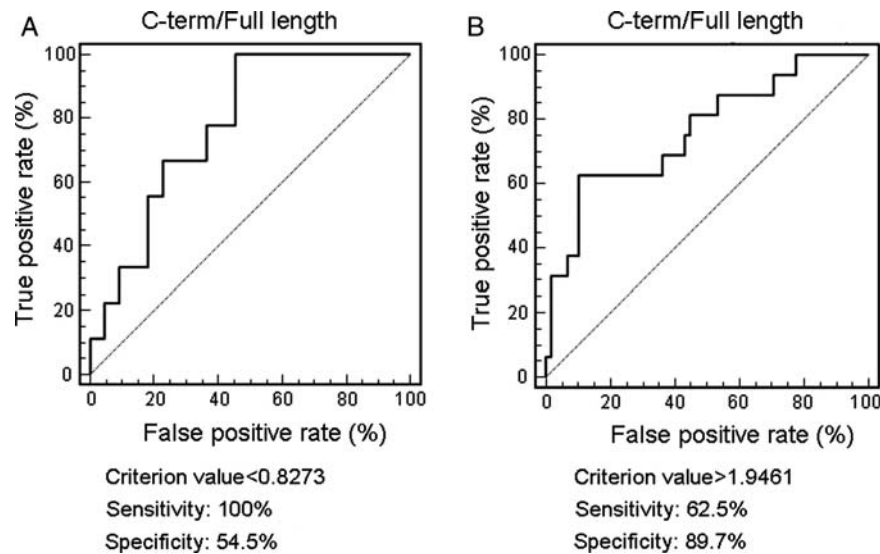 A
C-term/Full length
100
80
60
40
20
0
True positive rate (%)
0 20 40 60 80 100
False positive rate (%)
Criterion value<0.8273
Sensitivity: 100%
Specificity: 54.5%
B
C-term/Full length
100
80
60
40
20
0
True positive rate (%)
0 20 40 60 80 100
False positive rate (%)
Criterion value>1.9461
Sensitivity: 62.5%
Specificity: 89.7%